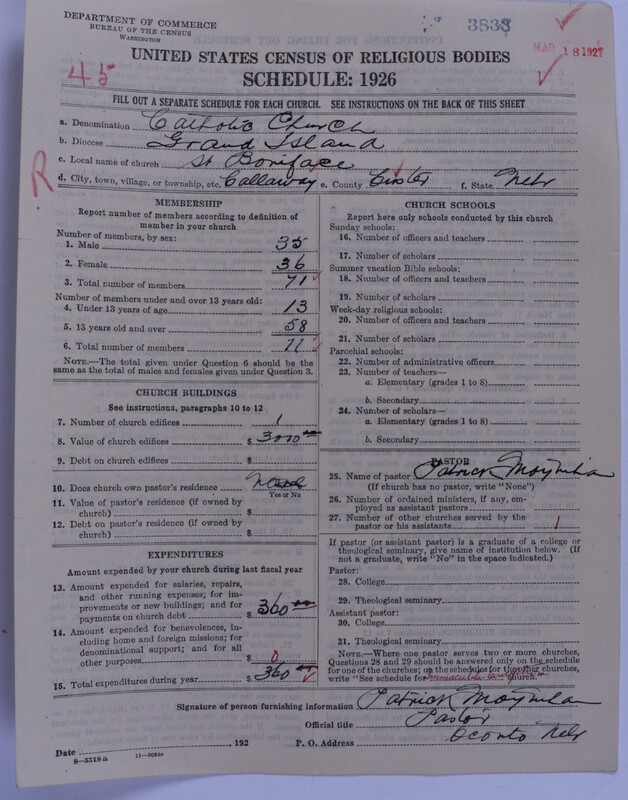 DEPARTMENT OF COMMERCE
BUREAU OF THE CENSUS
WASHINGTON
3833
MAR 18 1927
45
UNITED STATES CENSUS OF RELIGIOUS BODIES
SCHEDULE: 1926
FILL OUT A SEPARATE SCHEDULE FOR EACH CHURCH. SEE INSTRUCTIONS ON THE BACK OF THIS SHEET
a. Denomination Catholic Church
b. Diocese Grand Island
c. Local name of church St Boniface
R
d. City, town, village, or township, etc. Callaway e. County Custer f. State Nebr
MEMBERSHIP
Report number of members according to definition of
member in your church
Number of members, by sex:
1. Male 35
2. Female 36
3. Total number of members 71
Number of members under and over 13 years old:
4. Under 13 years of age 13
5. 13 years old and over 58
6. Total number of members 71
NOTE.—The total given under Question 6 should be
same as the total of males and females given under Question 3.
CHURCH BUILDINGS
See instructions, paragraphs 10 to 12
7. Number of church edifices 1
8. Value of church edifices $
9. Debt on church edifices $
10. Does church own pastor's residence
Yes or No
11. Value of pastor's residence (if owned by
church) $
12. Debt on pastor's residence (if owned by
church) $
EXPENDITURES
Amount expended by your church during last fiscal year
13. Amount expended for salaries, repairs,
and other running expenses; for im-
provements or new buildings; and for
payments on church debt $ 360 00
14. Amount expended for benevolences, in-
cluding home and foreign missions; for
denominational support; and for all
other purposes $ 0
15. Total expenditures during year $ 360 00
CHURCH SCHOOLS
Report here only schools conducted by this church
Sunday schools:
16. Number of officers and teachers
17. Number of scholars
Summer vacation Bible schools:
18. Number of officers and teachers
19. Number of scholars
Week-day religious schools:
20. Number of officers and teachers
21. Number of scholars
Parochial schools:
22. Number of administrative officers
23. Number of teachers—
a. Elementary (grades 1 to 8)
b. Secondary
24. Number of scholars—
a. Elementary (grades 1 to 8)
b. Secondary
PASTOR
25. Name of pastor Patrick Moynihan
(If church has no pastor, write "None")
26. Number of ordained ministers, if any, em-
ployed as assistant pastors
27. Number of other churches served by the
pastor or his assistants 1
If pastor (or assistant pastor) is a graduate of a college or
theological seminary, give name of institution below. (If
not a graduate, write "No" in the space indicated.)
Pastor:
28. College
29. Theological seminary
Assistant pastor:
30. College
31. Theological seminary
NOTE.—Where one pastor serves two or more churches,
Questions 28 and 29 should be answered only on the schedule
for one of the churches; on the schedules for the other churches,
write "See schedule for Immaculate church."
Signature of person furnishing information Patrick Moynihan
Official title Pastor
Date , 192 P. O. Address Oconto Nebr
8-5518a 11-9054a